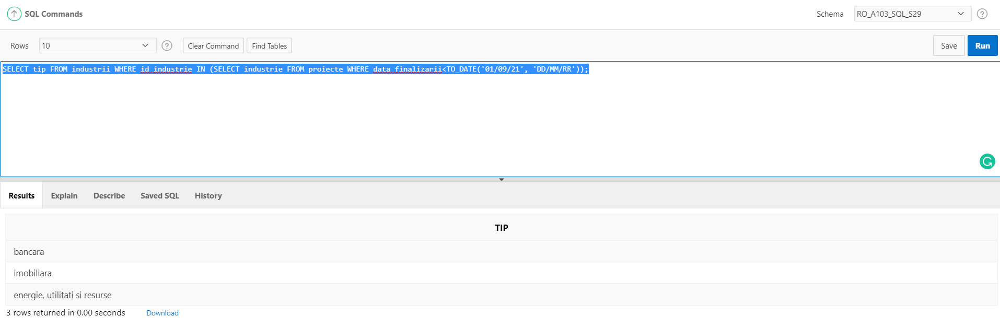 SQL Commands Schema RO_A103_SQL_S29 ?
Rows 10 ? Clear Command Find Tables Save Run
SELECT tip FROM industrii WHERE id_industrie IN (SELECT industrie FROM proiecte WHERE data_finalizarii<TO_DATE('01/09/21', 'DD/MM/RR'));
Results Explain Describe Saved SQL History
TIP
bancara
imobiliara
energie, utilitati si resurse
3 rows returned in 0.00 seconds Download